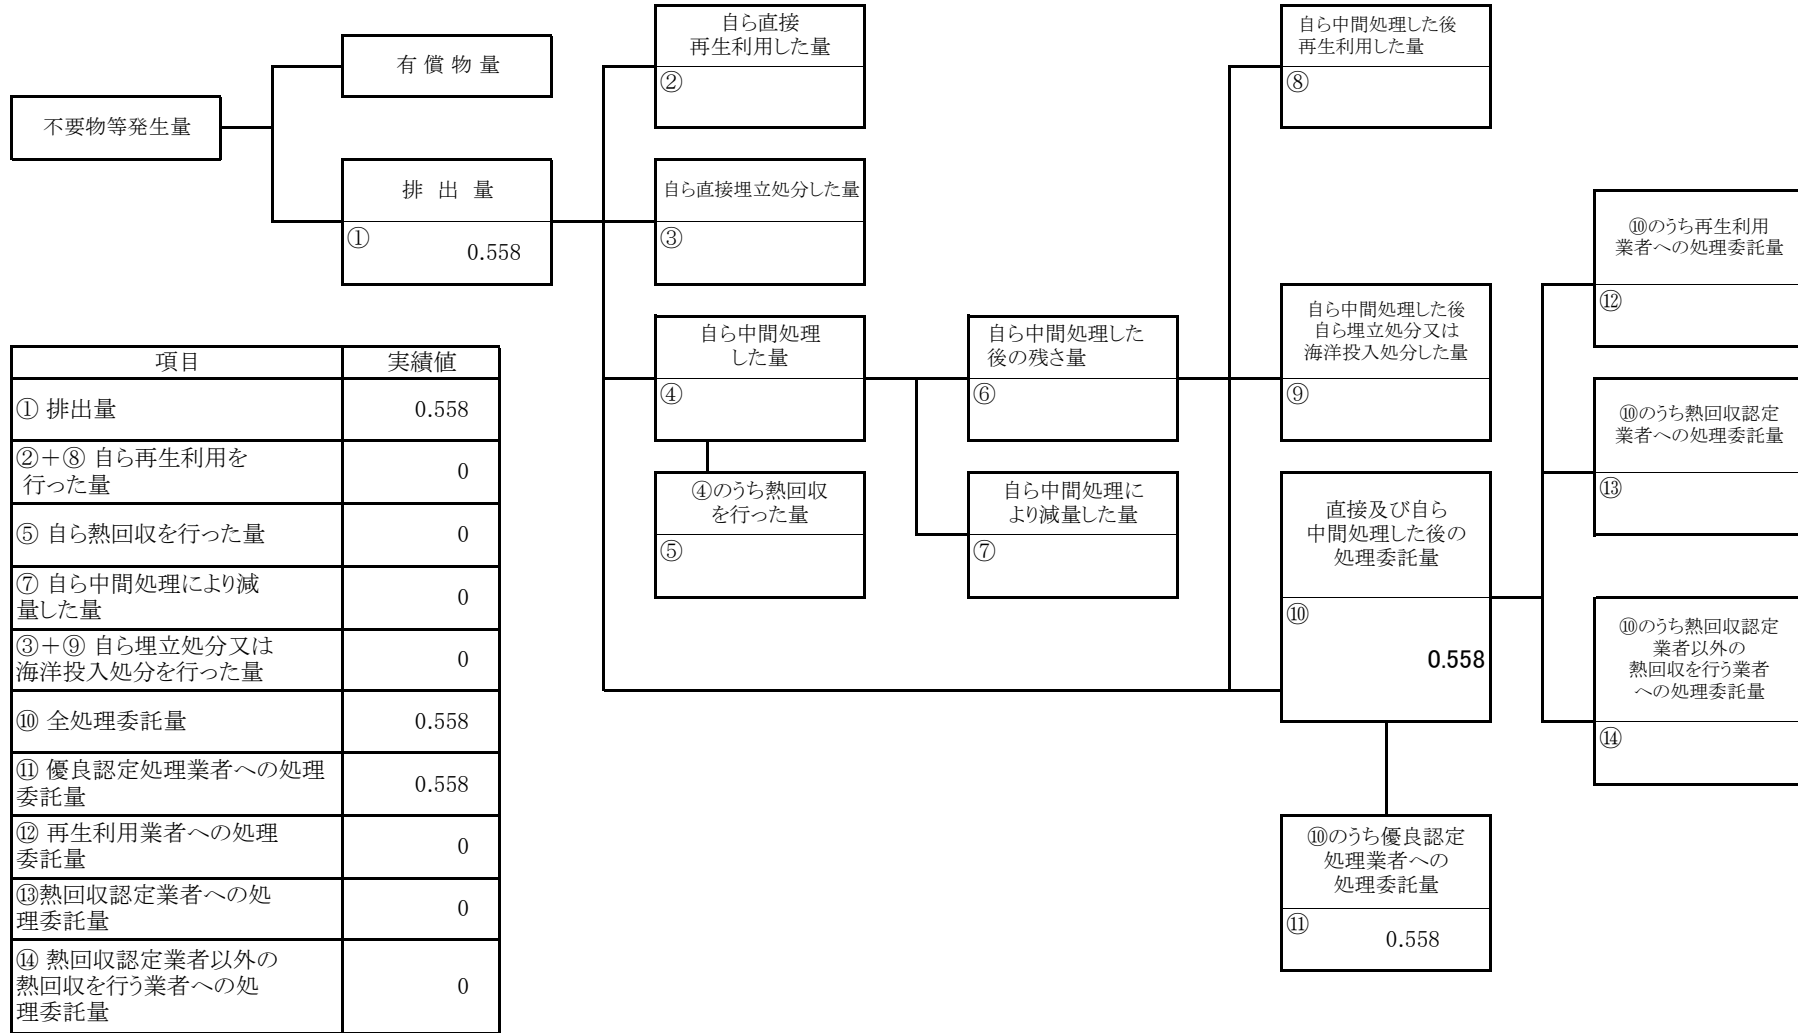 不要物等発生量
有 償 物 量
排 出 量
①
0.558
自ら直接
再生利用した量
②
自ら直接埋立処分した量
③
自ら中間処理
した量
④
④のうち熱回収
を行った量
⑤
自ら中間処理した
後の残さ量
⑥
自ら中間処理に
より減量した量
⑦
自ら中間処理した後
再生利用した量
⑧
自ら中間処理した後
自ら埋立処分又は
海洋投入処分した量
⑨
直接及び自ら
中間処理した後の
処理委託量
⑩
0.558
⑩のうち優良認定
処理業者への
処理委託量
⑪
0.558
⑩のうち再生利用
業者への処理委託量
⑫
⑩のうち熱回収認定
業者への処理委託量
⑬
⑩のうち熱回収認定
業者以外の
熱回収を行う業者
への処理委託量
⑭
項目 実績値
① 排出量 0.558
②+⑧ 自ら再生利用を
行った量 0
⑤ 自ら熱回収を行った量 0
⑦ 自ら中間処理により減
量した量 0
③+⑨ 自ら埋立処分又は
海洋投入処分を行った量 0
⑩ 全処理委託量 0.558
⑪ 優良認定処理業者への処理
委託量 0.558
⑫ 再生利用業者への処理
委託量 0
⑬熱回収認定業者への処
理委託量 0
⑭ 熱回収認定業者以外の
熱回収を行う業者への処
理委託量 0